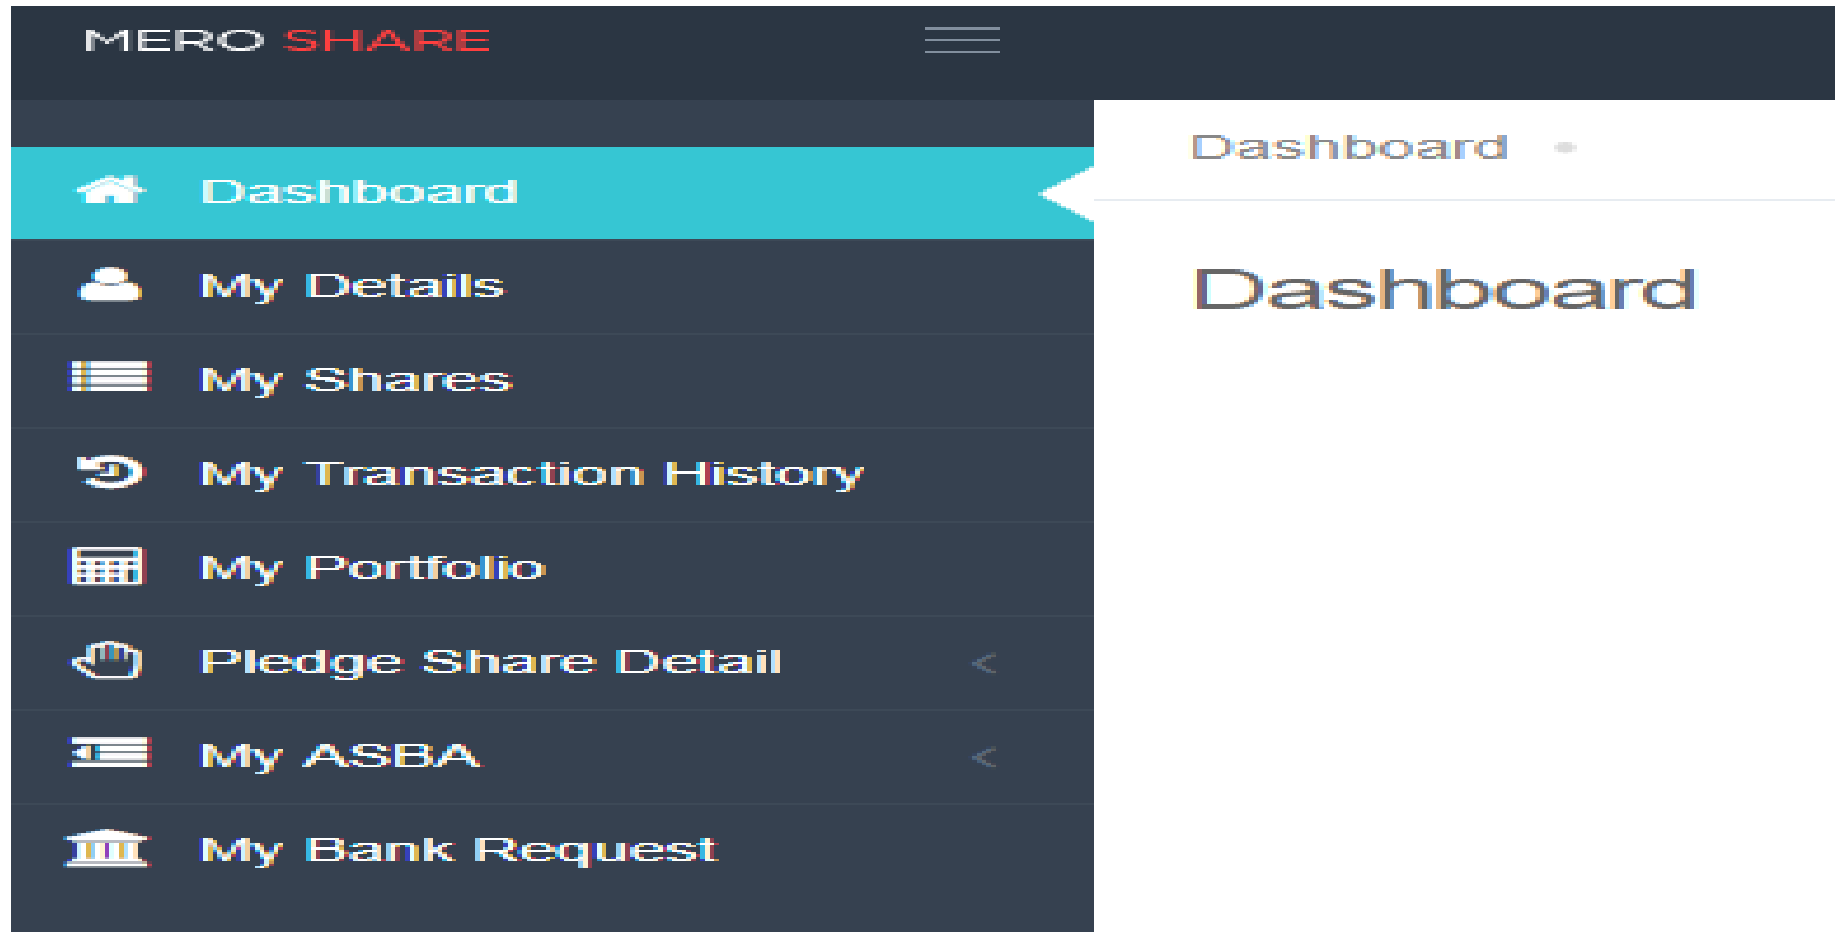 MERO SHARE
Dashboard
My Details
My Shares
My Transaction History
My Portfolio
Pledge Share Detail <
My ASBA <
My Bank Request
Dashboard
Dashboard